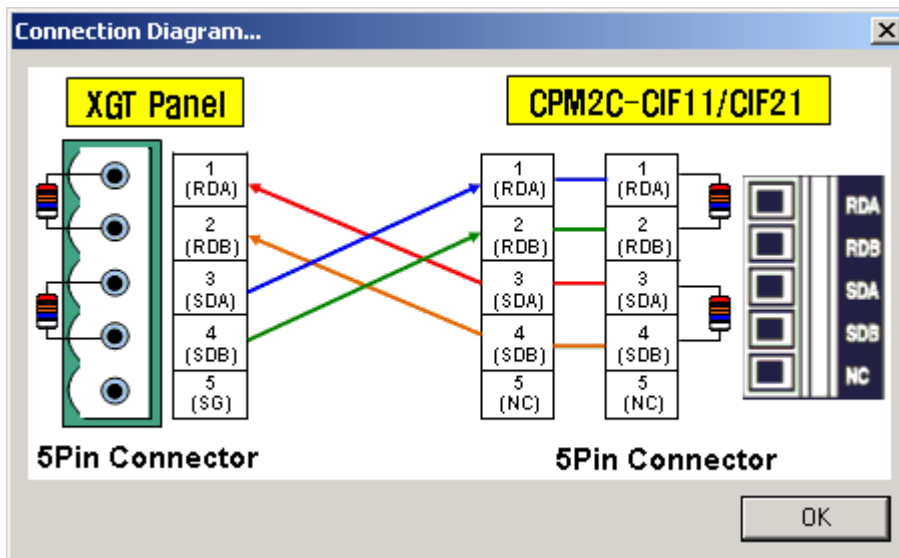 Connection Diagram...
XGT Panel
CPM2C-CIF11/CIF21
1
(RDA)
2
(RDB)
3
(SDA)
4
(SDB)
5
(SG)
1
(RDA)
2
(RDB)
3
(SDA)
4
(SDB)
5
(NC)
1
(RDA)
2
(RDB)
3
(SDA)
4
(SDB)
5
(NC)
RDA
RDB
SDA
SDB
NC
5Pin Connector
5Pin Connector
OK